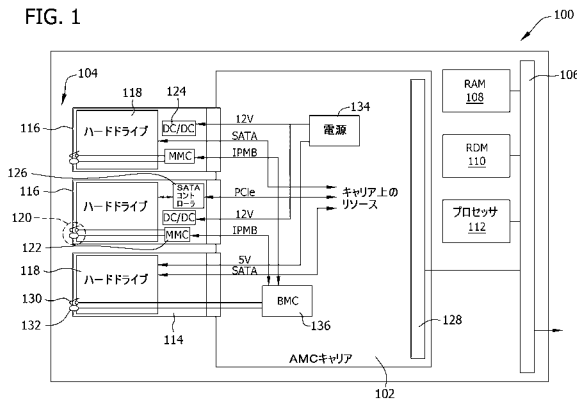 FIG. 1
100
104
118
124
134
106
116
ハードドライブ
DC/DC
12V
電源
RAM
108
SATA
MMC
IPMB
126
116
SATA
コント
ローラ
PCIe
キャリア上の
リソース
RDM
110
ハードドライブ
120
DC/DC
12V
MMC
IPMB
プロセッサ
112
122
118
ハードドライブ
5V
SATA
130
132
BMC
136
128
114
AMCキャリア
102